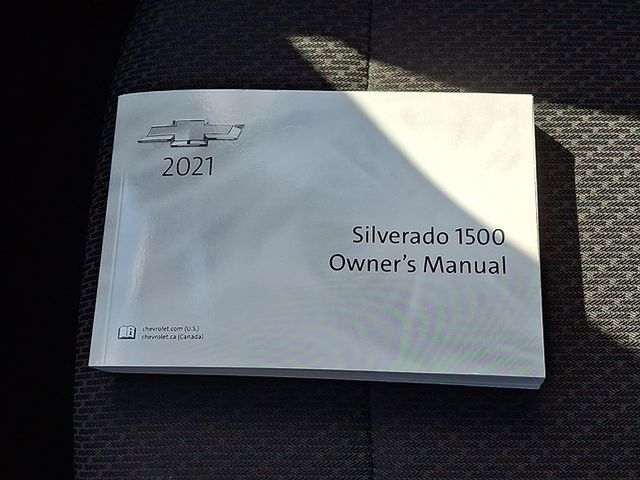 2021
Silverado 1500
Owner's Manual
chevrolet.com (U.S.)
chevrolet.ca (Canada)